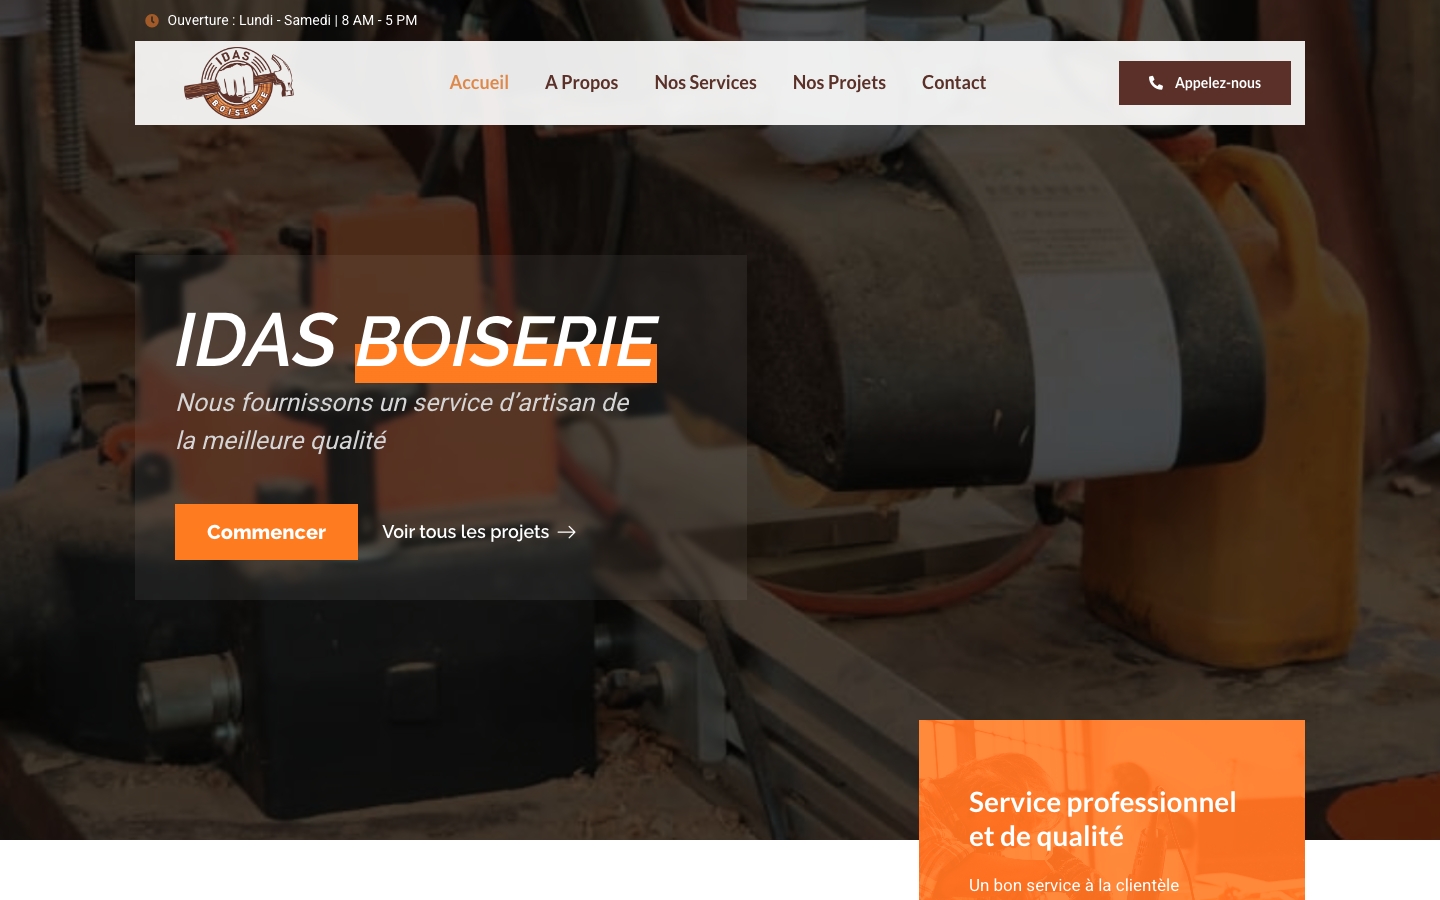 Ouverture : Lundi - Samedi | 8 AM - 5 PM
IDAS
BOISERIE
Accueil
A Propos
Nos Services
Nos Projets
Contact
Appelez-nous
IDAS BOISERIE
Nous fournissons un service d’artisan de
la meilleure qualité
Commencer
Voir tous les projets
Service professionnel
et de qualité
Un bon service à la clientèle